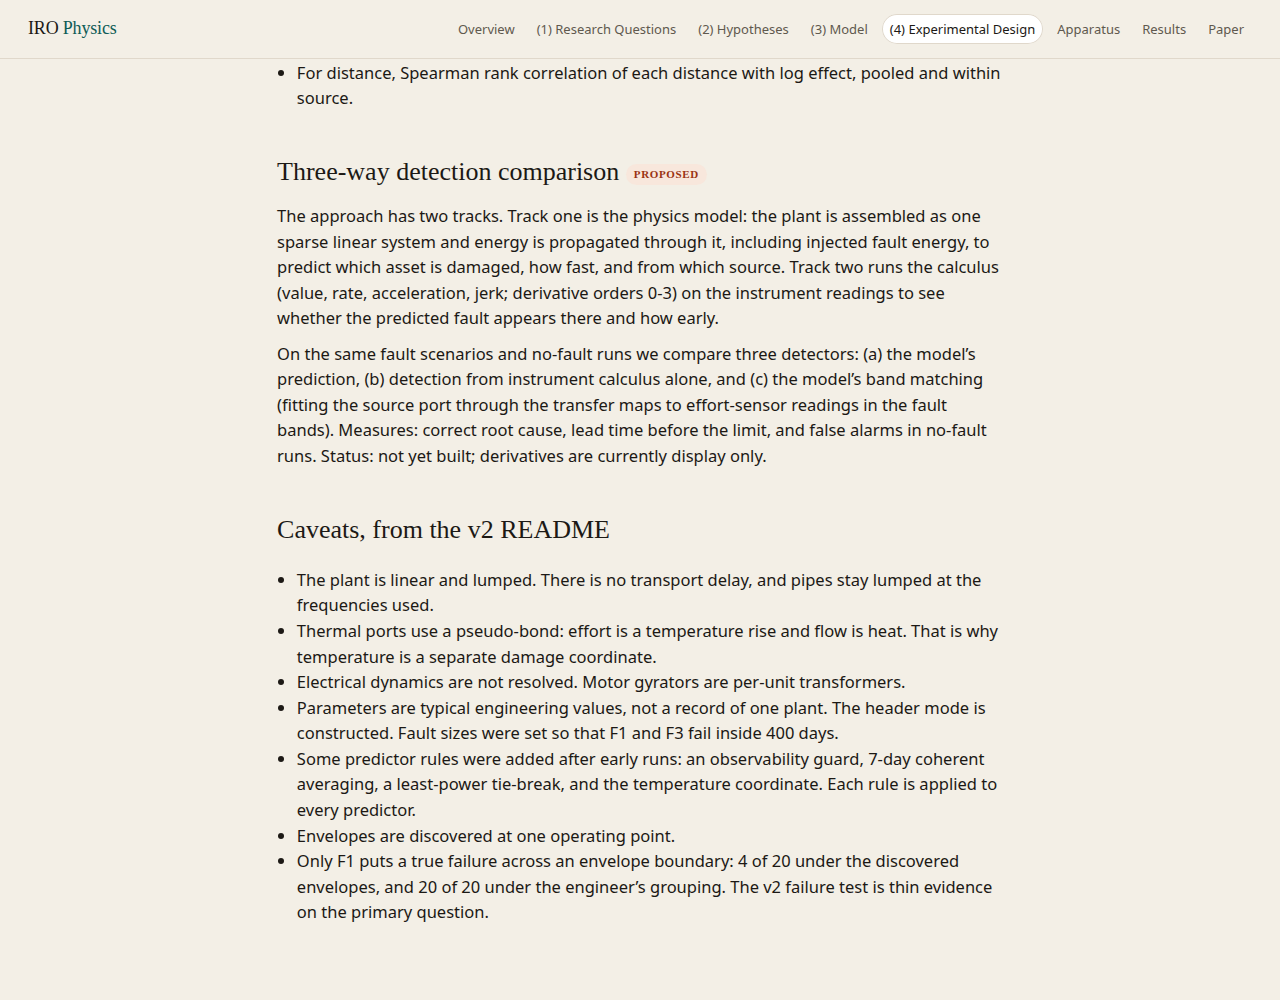 IRO Physics
Overview
(1) Research Questions
(2) Hypotheses
(3) Model
(4) Experimental Design
Apparatus
Results
Paper
• For distance, Spearman rank correlation of each distance with log effect, pooled and within
source.
Three-way detection comparison PROPOSED
The approach has two tracks. Track one is the physics model: the plant is assembled as one
sparse linear system and energy is propagated through it, including injected fault energy, to
predict which asset is damaged, how fast, and from which source. Track two runs the calculus
(value, rate, acceleration, jerk; derivative orders 0-3) on the instrument readings to see
whether the predicted fault appears there and how early.
On the same fault scenarios and no-fault runs we compare three detectors: (a) the model’s
prediction, (b) detection from instrument calculus alone, and (c) the model’s band matching
(fitting the source port through the transfer maps to effort-sensor readings in the fault
bands). Measures: correct root cause, lead time before the limit, and false alarms in no-fault
runs. Status: not yet built; derivatives are currently display only.
Caveats, from the v2 README
• The plant is linear and lumped. There is no transport delay, and pipes stay lumped at the
frequencies used.
• Thermal ports use a pseudo-bond: effort is a temperature rise and flow is heat. That is why
temperature is a separate damage coordinate.
• Electrical dynamics are not resolved. Motor gyrators are per-unit transformers.
• Parameters are typical engineering values, not a record of one plant. The header mode is
constructed. Fault sizes were set so that F1 and F3 fail inside 400 days.
• Some predictor rules were added after early runs: an observability guard, 7-day coherent
averaging, a least-power tie-break, and the temperature coordinate. Each rule is applied to
every predictor.
• Envelopes are discovered at one operating point.
• Only F1 puts a true failure across an envelope boundary: 4 of 20 under the discovered
envelopes, and 20 of 20 under the engineer’s grouping. The v2 failure test is thin evidence
on the primary question.